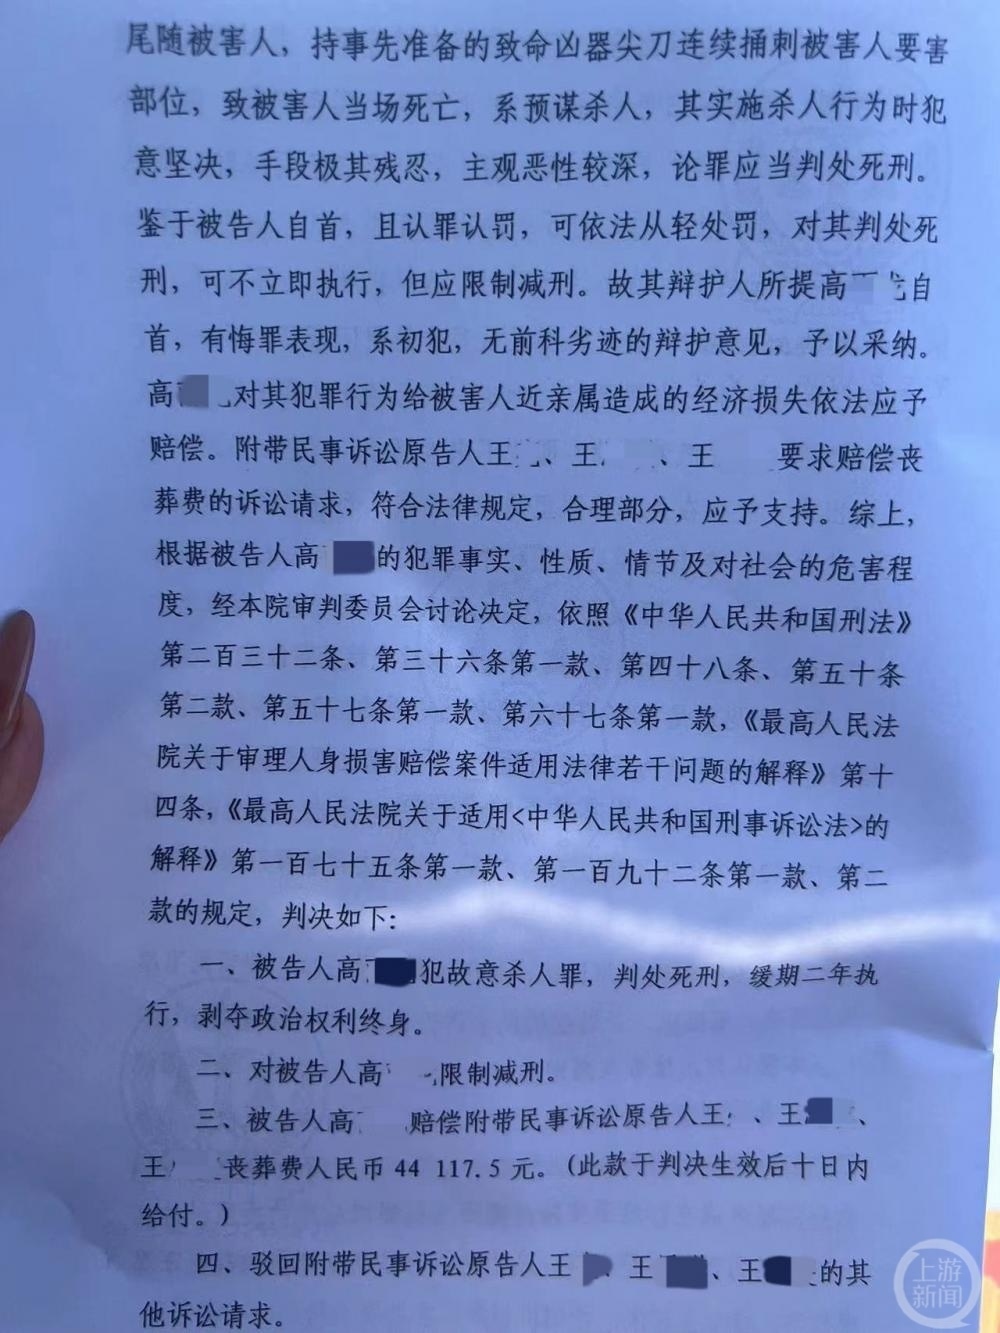 尾随被害人，持事先准备的致命凶器尖刀连续捅刺被害人要害
部位，致被害人当场死亡，系预谋杀人，其实施杀人行为时犯
意坚决，手段极其残忍，主观恶性较深，论罪应当判处死刑。
鉴于被告人自首，且认罪认罚，可依法从轻处罚，对其判处死
刑，可不立即执行，但应限制减刑。故其辩护人所提高 自
首，有悔罪表现，系初犯，无前科劣迹的辩护意见，予以采纳。
高 对其犯罪行为给被害人近亲属造成的经济损失依法应予
赔偿。附带民事诉讼原告人王 、王 、王 要求赔偿丧
葬费的诉讼请求，符合法律规定，合理部分，应予支持。综上，
根据被告人高 的犯罪事实、性质、情节及对社会的危害程
度，经本院审判委员会讨论决定，依照《中华人民共和国刑法》
第二百三十二条、第三十六条第一款、第四十八条、第五十条
第二款、第五十七条第一款、第六十七条第一款，《最高人民法
院关于审理人身损害赔偿案件适用法律若干问题的解释》第十
四条，《最高人民法院关于适用<中华人民共和国刑事诉讼法>的
解释》第一百七十五条第一款、第一百九十二条第一款、第二
款的规定，判决如下：
一、被告人高 犯故意杀人罪，判处死刑，缓期二年执
行，剥夺政治权利终身。
二、对被告人高 限制减刑。
三、被告人高 赔偿附带民事诉讼原告人王 、王 、
王 丧葬费人民币44 117.5元。（此款于判决生效后十日内
给付。）
四、驳回附带民事诉讼原告人王 、王 、王 的其
他诉讼请求。
上游
新闻